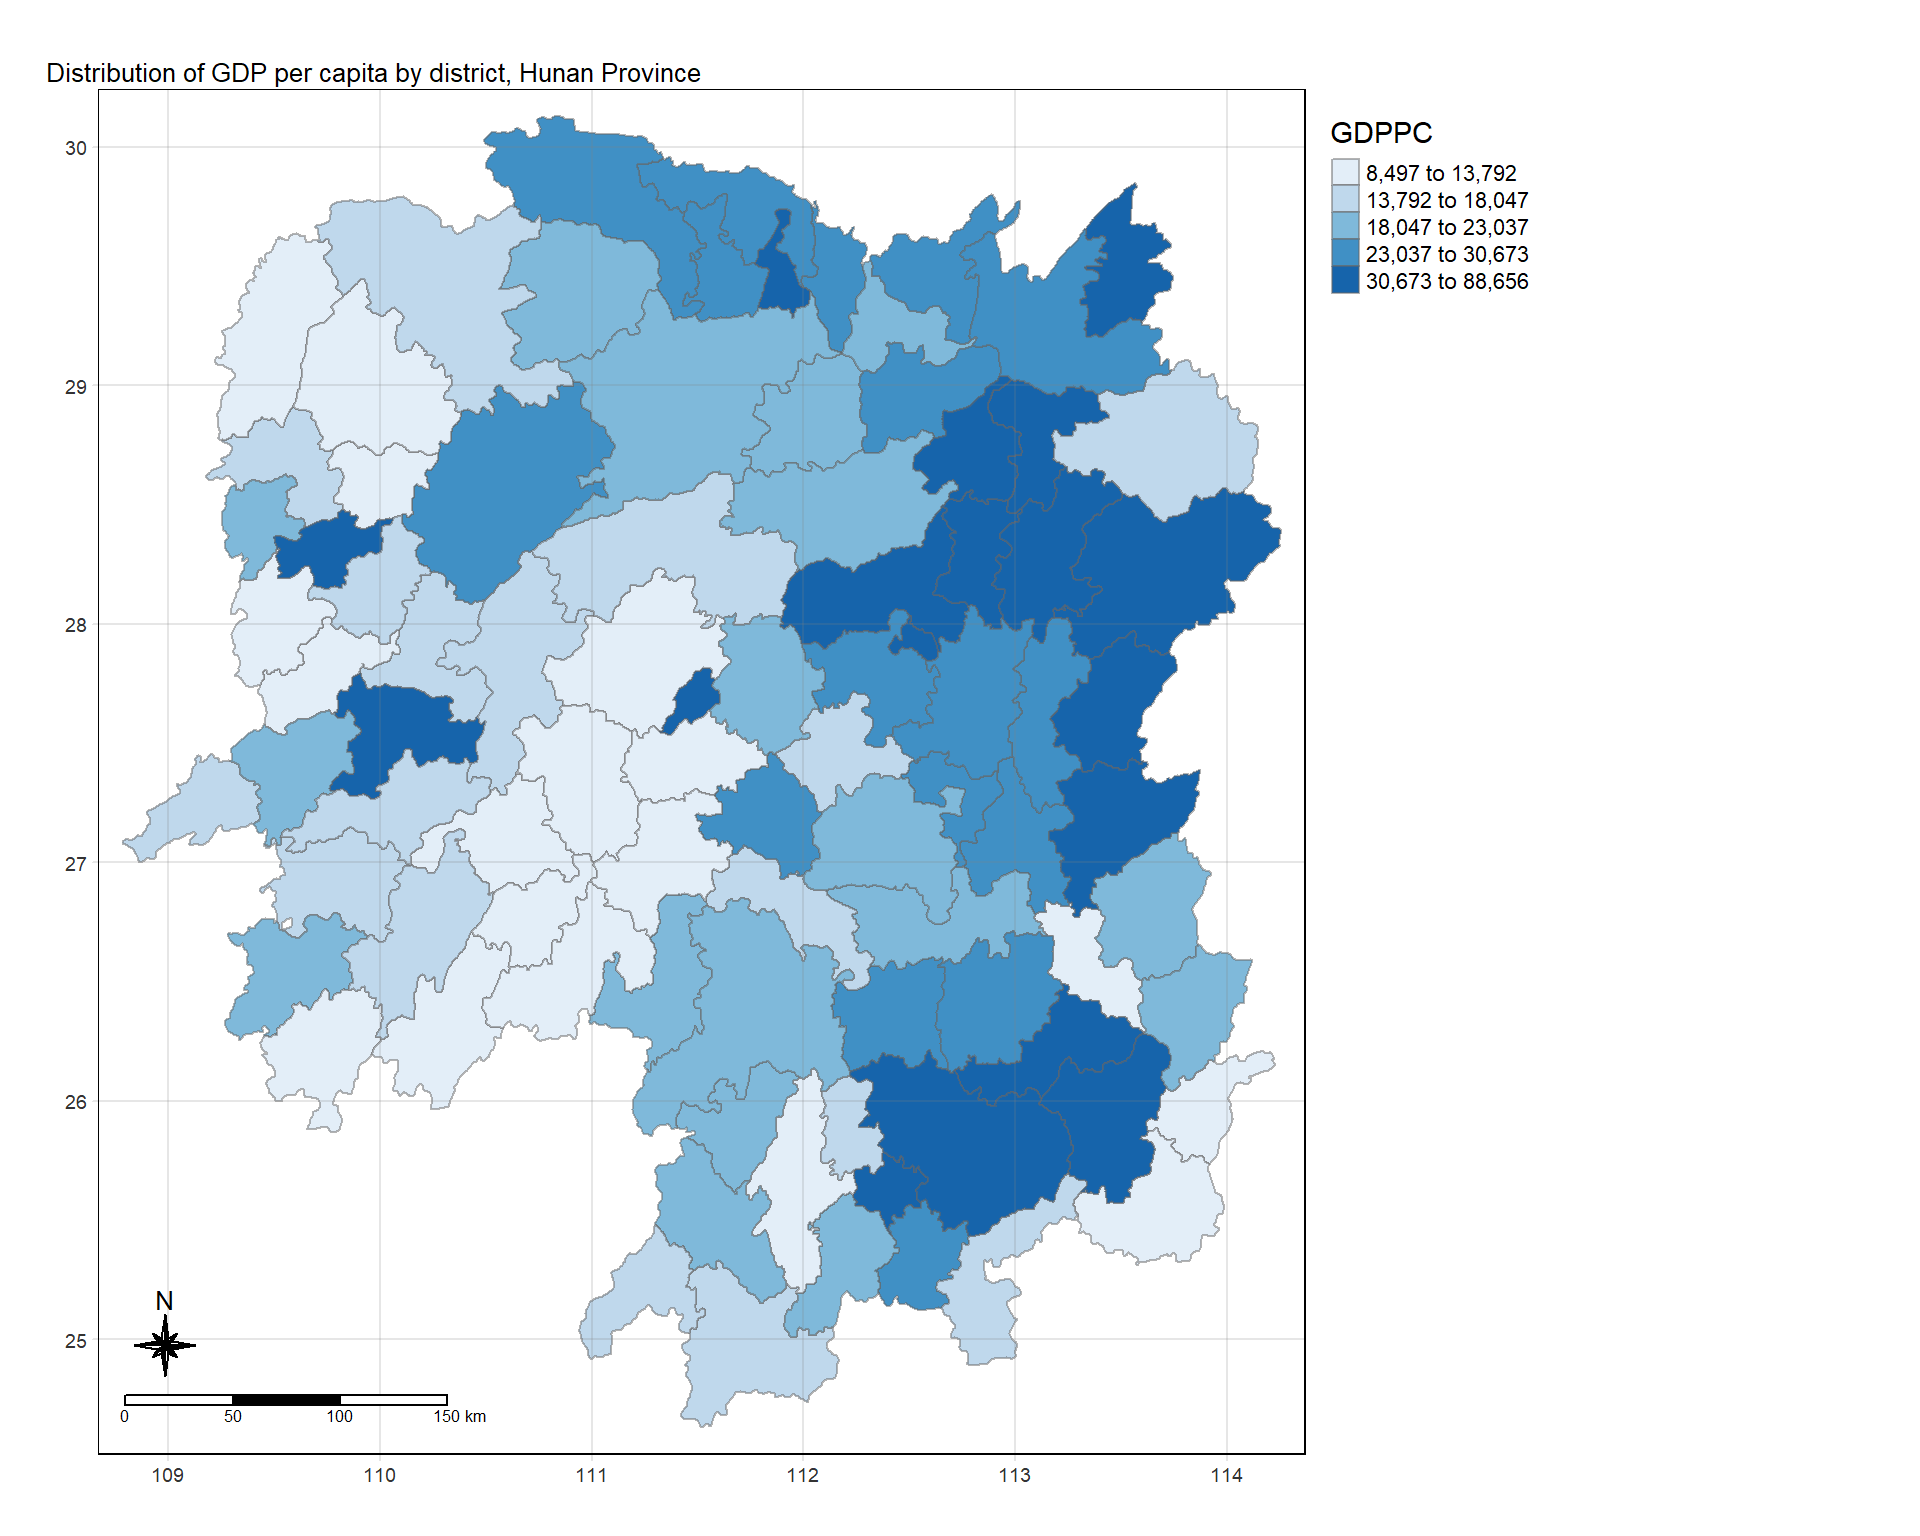 Distribution of GDP per capita by district, Hunan Province
GDPPC
8,497 to 13,792
13,792 to 18,047
18,047 to 23,037
23,037 to 30,673
30,673 to 88,656
30
29
28
27
26
25
N
0 50 100 150 km
109 110 111 112 113 114